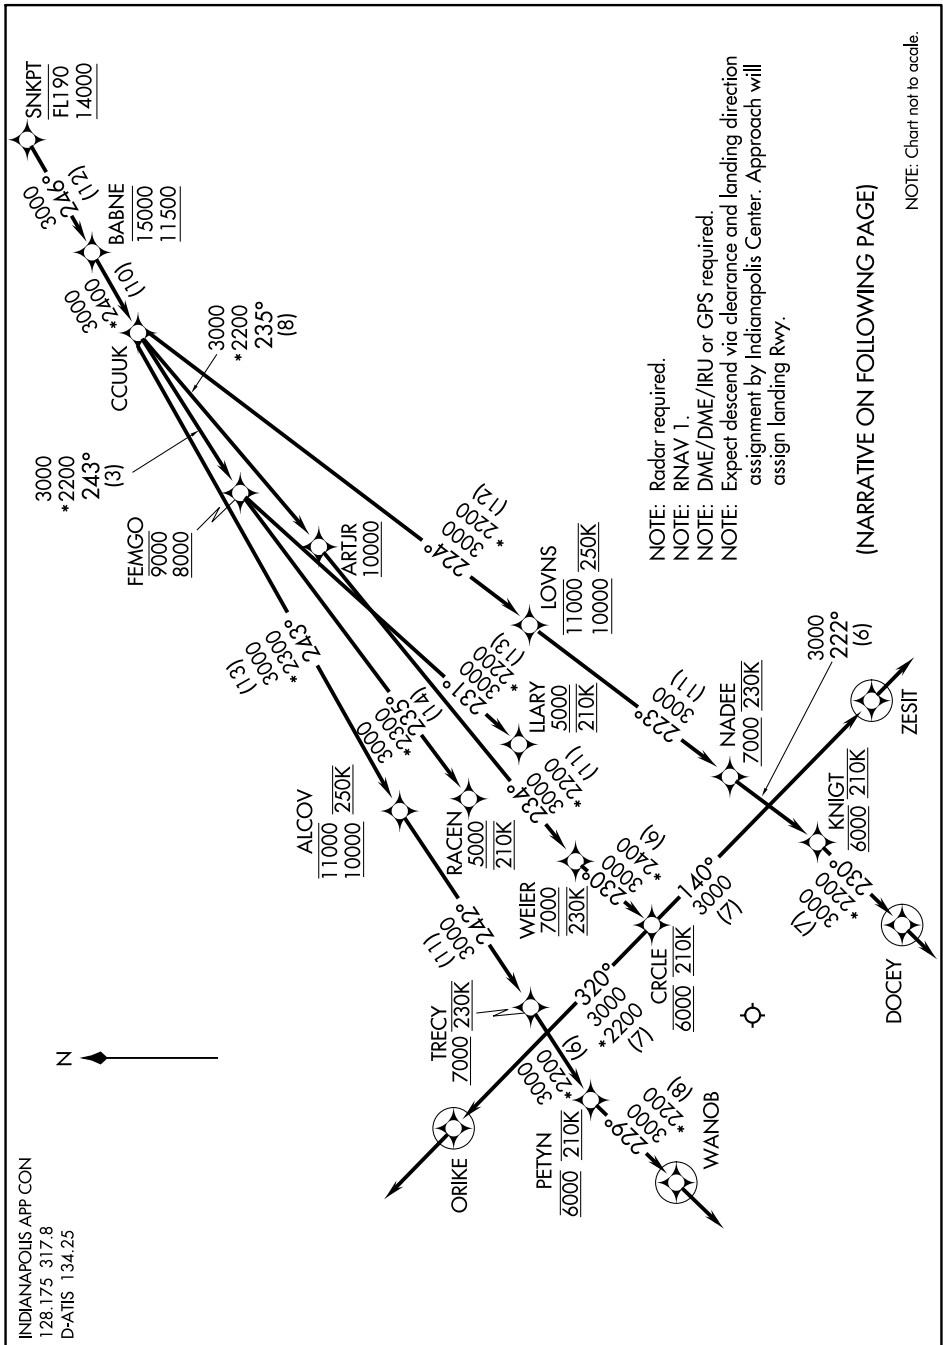 INDIANAPOLIS APP CON
128.175 317.8
D-ATIS 134.25
N
SNKPT
FL190
14000
3000
246°
(12)
BABNE
15000
11500
3000
*2400
(10)
CCUUK
3000
*2200
243°
(3)
3000
*2200
235°
(8)
FEMGO
9000
8000
ARTJR
10000
(13)
3000
*2300
243°
3000
*2300
235°
(14)
231°
3000
*2200
(13)
224°
3000
*2200
(12)
LOVNS
11000 250K
10000
LLARY
5000
210K
ALCOV
11000 250K
10000
RACEN
5000
210K
234°
3000
*2200
(11)
223°
3000
(11)
NADEE
7000 230K
3000
222°
(6)
WEIER
7000
230K
230°
3000
*2400
(6)
(11)
3000
242°
TRECY
7000 230K
CRCLE
6000 210K
140°
3000
(7)
320°
3000
*2200
(7)
ZESIT
KNIGT
6000 210K
(7)
3000
*2200
230°
DOCEY
3000
*2200
(6)
ORIKE
PETYN
6000 210K
229°
3000
*2200
(8)
WANOB
NOTE: Radar required.
NOTE: RNAV 1.
NOTE: DME/DME/IRU or GPS required.
NOTE: Expect descend via clearance and landing direction
assignment by Indianapolis Center. Approach will
assign landing Rwy.
(NARRATIVE ON FOLLOWING PAGE)
NOTE: Chart not to acale.